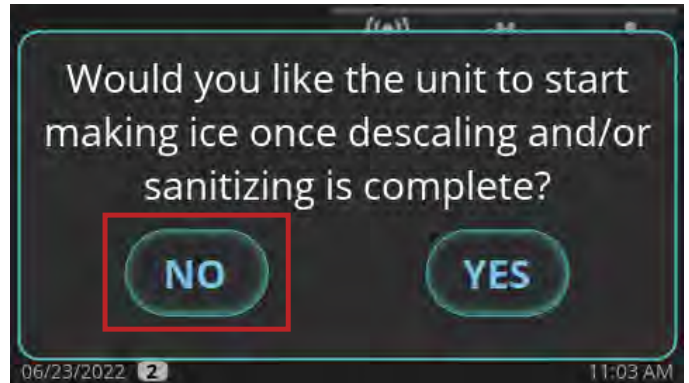 Would you like the unit to start
making ice once descaling and/or
sanitizing is complete?
NO YES
06/23/2022 2 11:03 AM